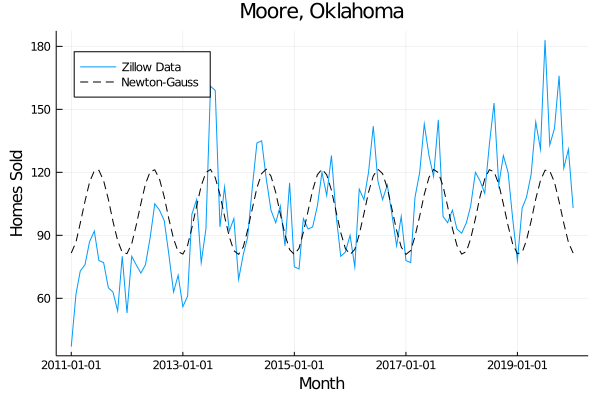 Moore, Oklahoma
Zillow Data
Newton-Gauss
180
150
120
90
60
Homes Sold
2011-01-01 2013-01-01 2015-01-01 2017-01-01 2019-01-01
Month